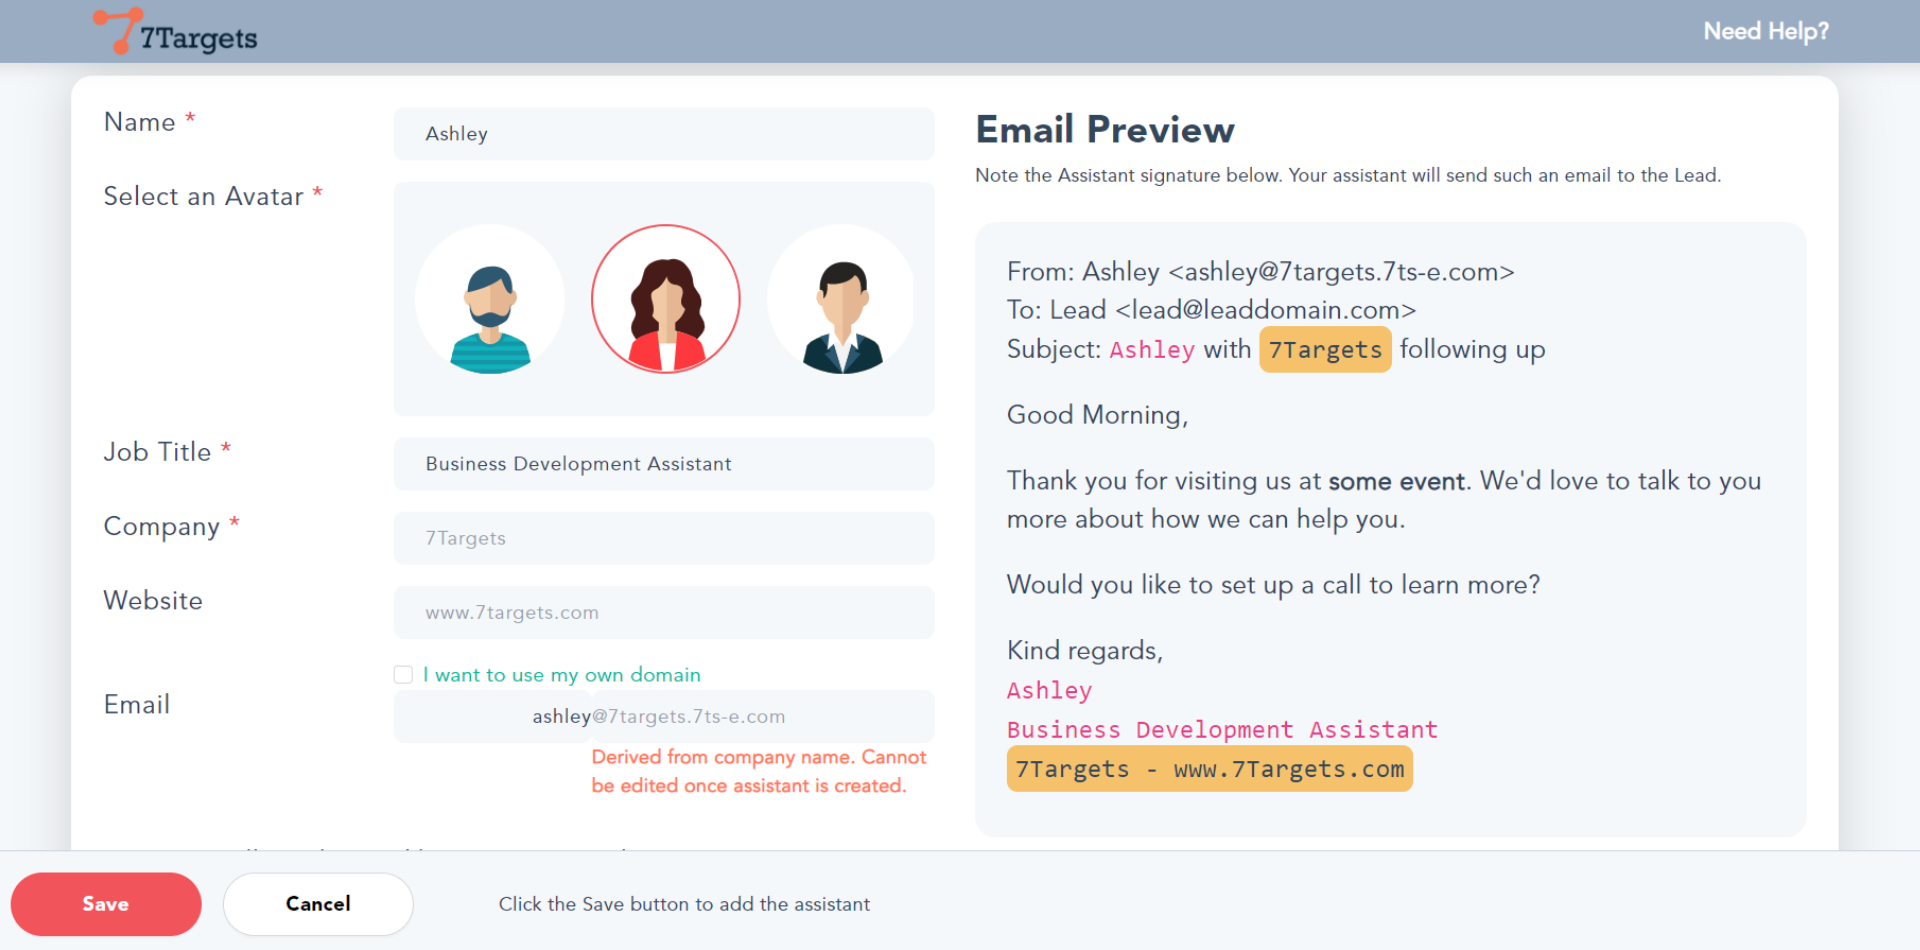 7Targets
Need Help?
Name *
Ashley
Select an Avatar *
Job Title *
Business Development Assistant
Company *
7Targets
Website
www.7targets.com
I want to use my own domain
Email
ashley@7targets.7ts-e.com
Derived from company name. Cannot
be edited once assistant is created.
Email Preview
Note the Assistant signature below. Your assistant will send such an email to the Lead.
From: Ashley <ashley@7targets.7ts-e.com>
To: Lead <lead@leaddomain.com>
Subject: Ashley with 7Targets following up
Good Morning,
Thank you for visiting us at some event. We'd love to talk to you
more about how we can help you.
Would you like to set up a call to learn more?
Kind regards,
Ashley
Business Development Assistant
7Targets - www.7Targets.com
Save
Cancel
Click the Save button to add the assistant